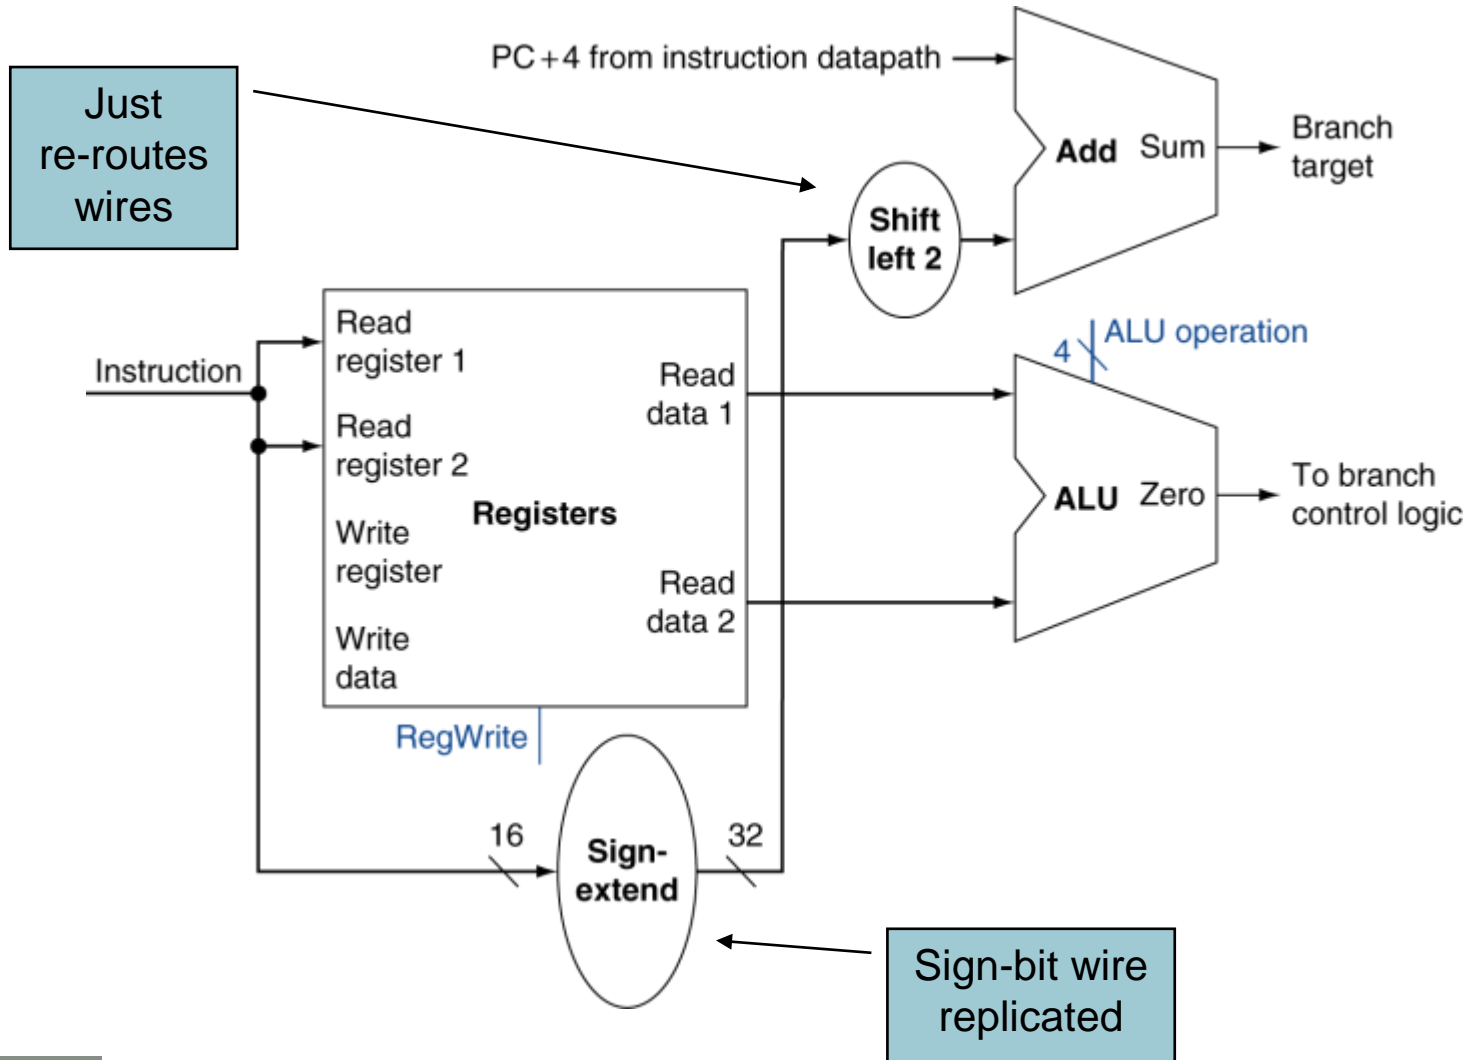 PC+4 from instruction datapath
Just
re-routes
wires
Add Sum
Branch
target
Shift
left 2
Instruction
Read
register 1
Read
register 2
Write
register
Write
data
Registers
Read
data 1
Read
data 2
RegWrite
4
ALU operation
ALU Zero
To branch
control logic
16
Sign-
extend
32
Sign-bit wire
replicated